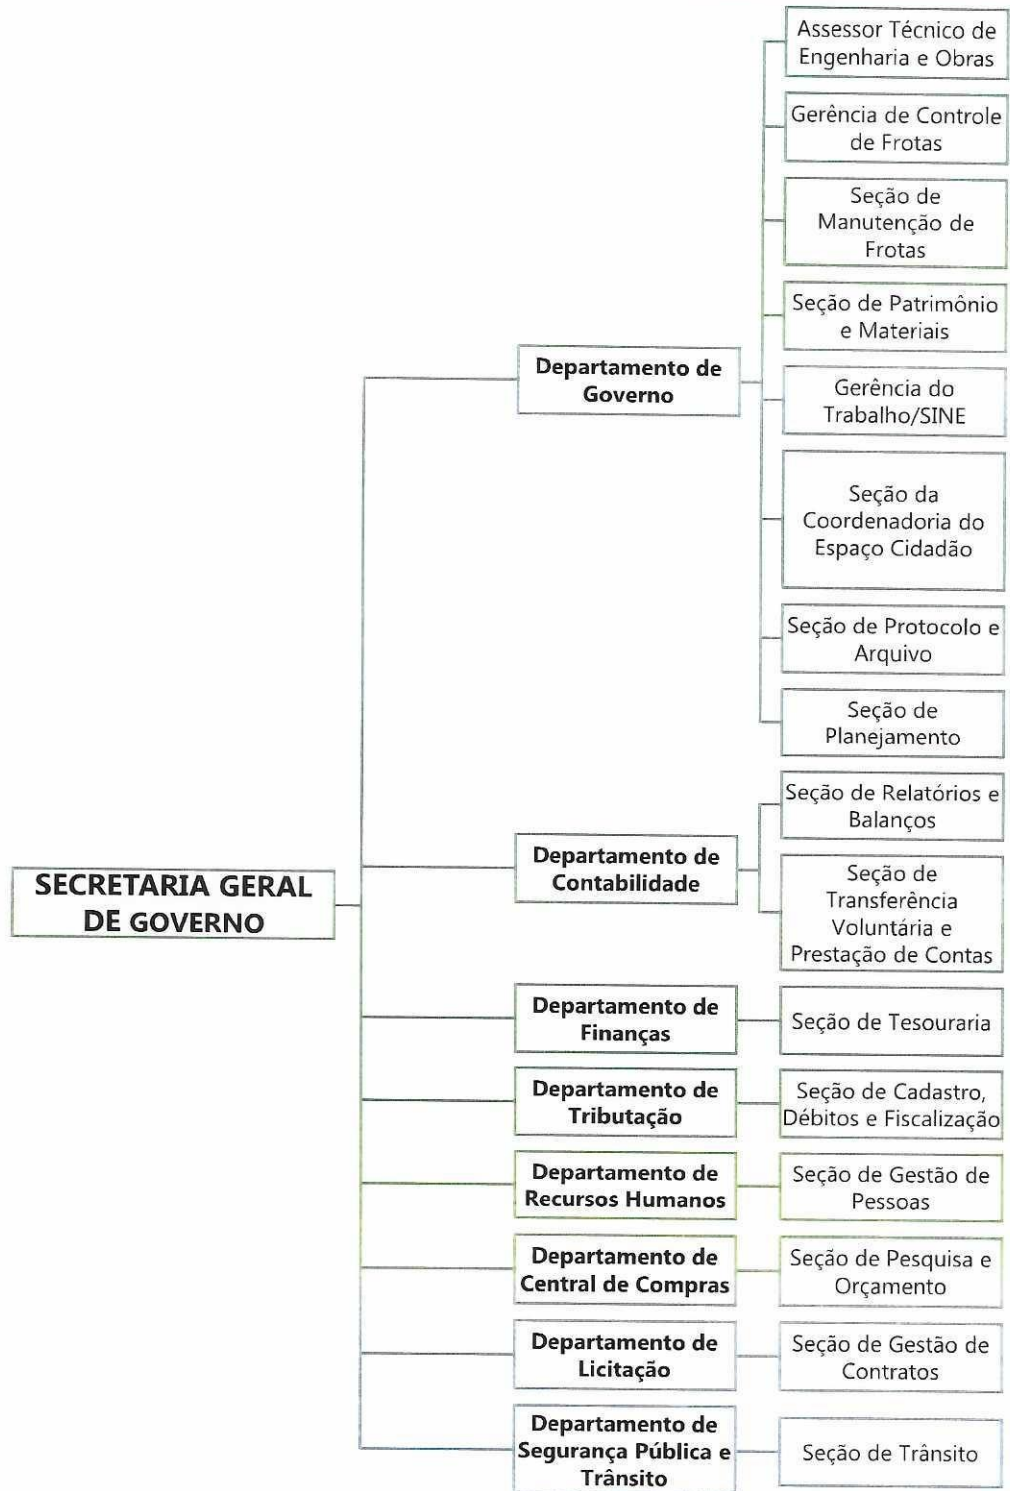 Assessor Técnico de
Engenharia e Obras
Gerência de Controle
de Frotas
Seção de
Manutenção de
Frotas
Seção de Patrimônio
e Materiais
Departamento de
Governo
Gerência do
Trabalho/SINE
Seção da
Coordenadoria do
Espaço Cidadão
Seção de Protocolo e
Arquivo
Seção de
Planejamento
SECRETARIA GERAL
DE GOVERNO
Departamento de
Contabilidade
Seção de Relatórios e
Balanços
Seção de
Transferência
Voluntária e
Prestação de Contas
Departamento de
Finanças
Seção de Tesouraria
Departamento de
Tributação
Seção de Cadastro,
Débitos e Fiscalização
Departamento de
Recursos Humanos
Seção de Gestão de
Pessoas
Departamento de
Central de Compras
Seção de Pesquisa e
Orçamento
Departamento de
Licitação
Seção de Gestão de
Contratos
Departamento de
Segurança Pública e
Trânsito
Seção de Trânsito